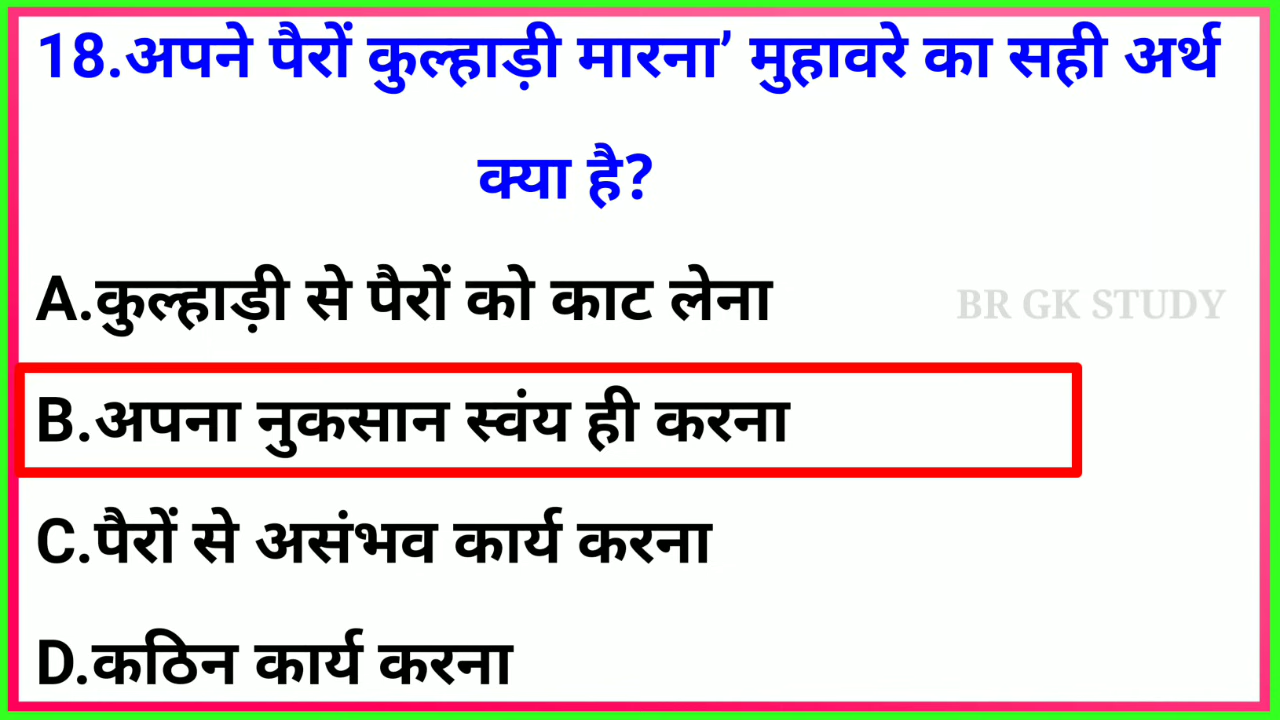 18.अपने पैरों कुल्हाड़ी मारना’ मुहावरे का सही अर्थ
क्या है?
A.कुल्हाड़ी से पैरों को काट लेना
BR GK STUDY
B.अपना नुकसान स्वंय ही करना
C.पैरों से असंभव कार्य करना
D.कठिन कार्य करना